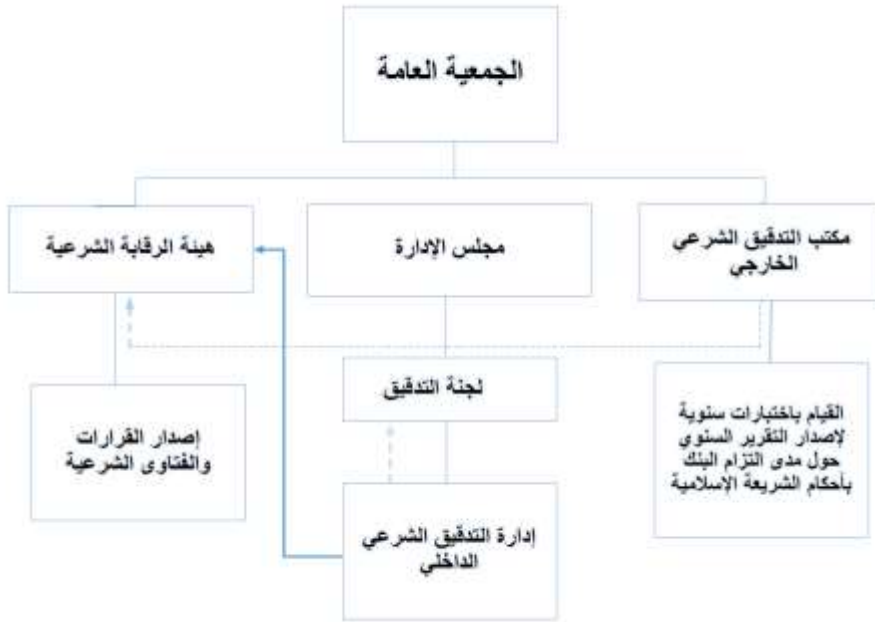 الجمعية العامة
هيئة الرقابة الشرعية
مجلس الإدارة
مكتب التدقيق الشرعي
الخارجي
لجنة التدقيق
إصدار القرارات
والفتاوى الشرعية
القيام باختبارات سنوية
لإصدار التقرير السنوي
حول مدى التزام البنك
بأحكام الشريعة الإسلامية
إدارة التدقيق الشرعي
الداخلي